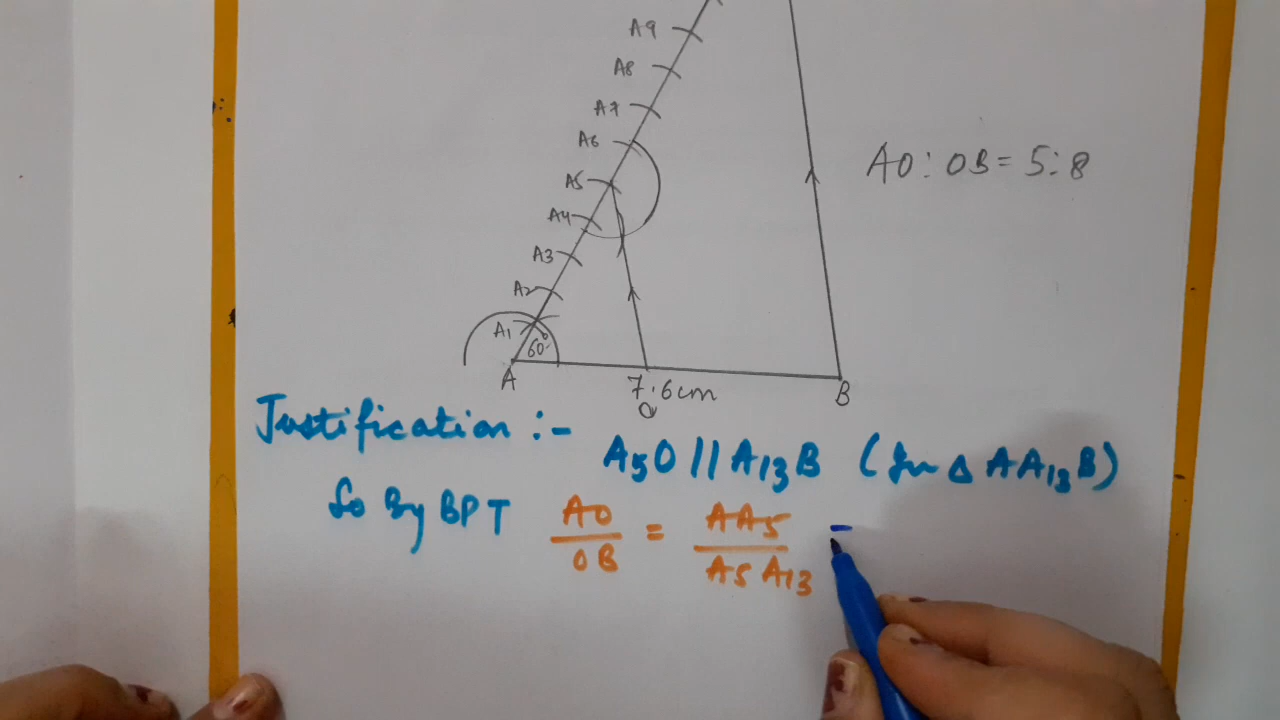 A9
A8
A7
A6
A5
A4
A3
A2
A1
60°
A
7.6cm
O
B
AO:OB=5:8
Justification:-
A₅O//A₁₃B (In △ AA₁₃B)
So By BPT AO/OB = AA5/A5A13 -